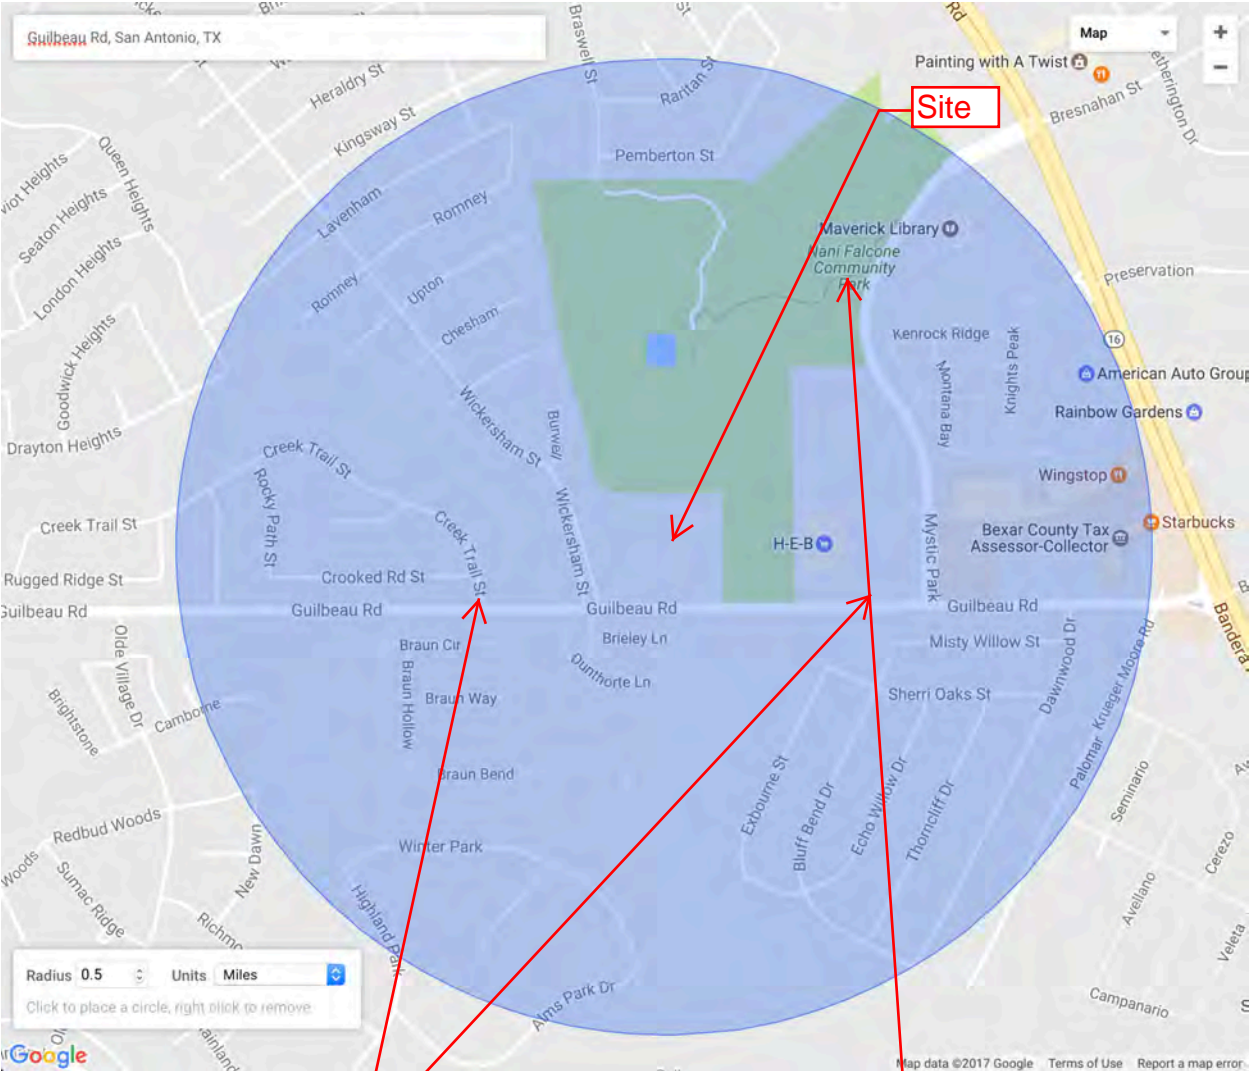 Guilbeau Rd, San Antonio, TX
Braswell St
St
Rd
Map
+
−
Painting with A Twist
Heraldry St
Raritan St
Bresnahan St
Kingsway St
Queen Heights
Pemberton St
Seaton Heights
Lavenham
Romney
Site
London Heights
Maverick Library
Nani Falcone
Community
Park
Preservation
Romney
Upton
Chesham
Kenrock Ridge
Knights Peak
16
Goodwick Heights
Montana Bay
American Auto Group
Rainbow Gardens
Wickersham St
Burwell
Drayton Heights
Creek Trail St
Rocky Path St
Wingstop
Creek Trail St
Creek Trail St
Wickersham St
H-E-B
Mystic Park
Bexar County Tax
Assessor-Collector
Starbucks
Rugged Ridge St
Crooked Rd St
Guilbeau Rd
Guilbeau Rd
Guilbeau Rd
Guilbeau Rd
Bandera
Olde Village Dr
Braun Cir
Brieley Ln
Misty Willow St
Dawnwood Dr
Palomar
Krueger Moore Rd
Dunthorte Ln
Braun Hollow
Braun Way
Sherri Oaks St
Brightstone
Camborne
Braun Bend
Exbourne St
Bluff Bend Dr
Echo Willow Dr
Thorncliff Dr
Seminario
Redbud Woods
New Dawn
Winter Park
Cerezo
Woods
Sumac Ridge
Highland Park
Avellano
Veleta
Radius 0.5 Units Miles
Click to place a circle, right click to remove
Alms Park Dr
Campanario
Google
Map data ©2017 Google Terms of Use Report a map error